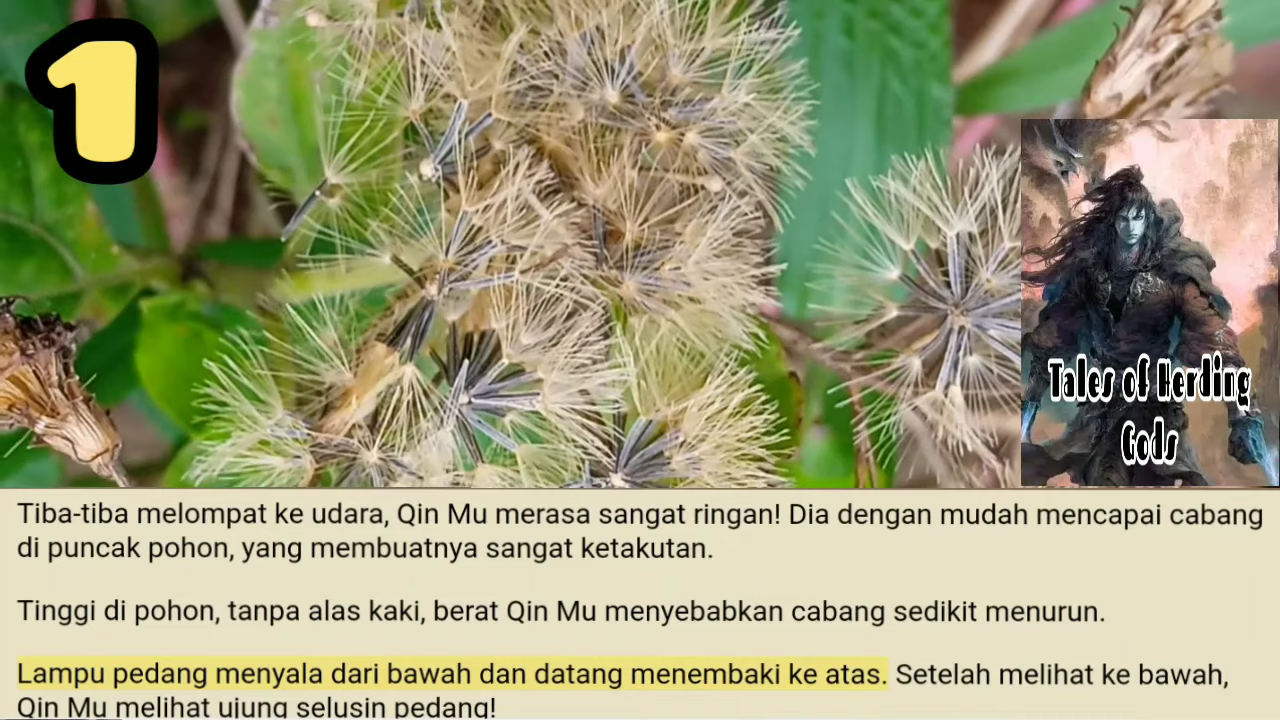 1
Tales of Herding
Gods
Tiba-tiba melompat ke udara, Qin Mu merasa sangat ringan! Dia dengan mudah mencapai cabang
di puncak pohon, yang membuatnya sangat ketakutan.
Tinggi di pohon, tanpa alas kaki, berat Qin Mu menyebabkan cabang sedikit menurun.
Lampu pedang menyala dari bawah dan datang menembaki ke atas. Setelah melihat ke bawah,
Qin Mu melihat ujung selusin pedang!